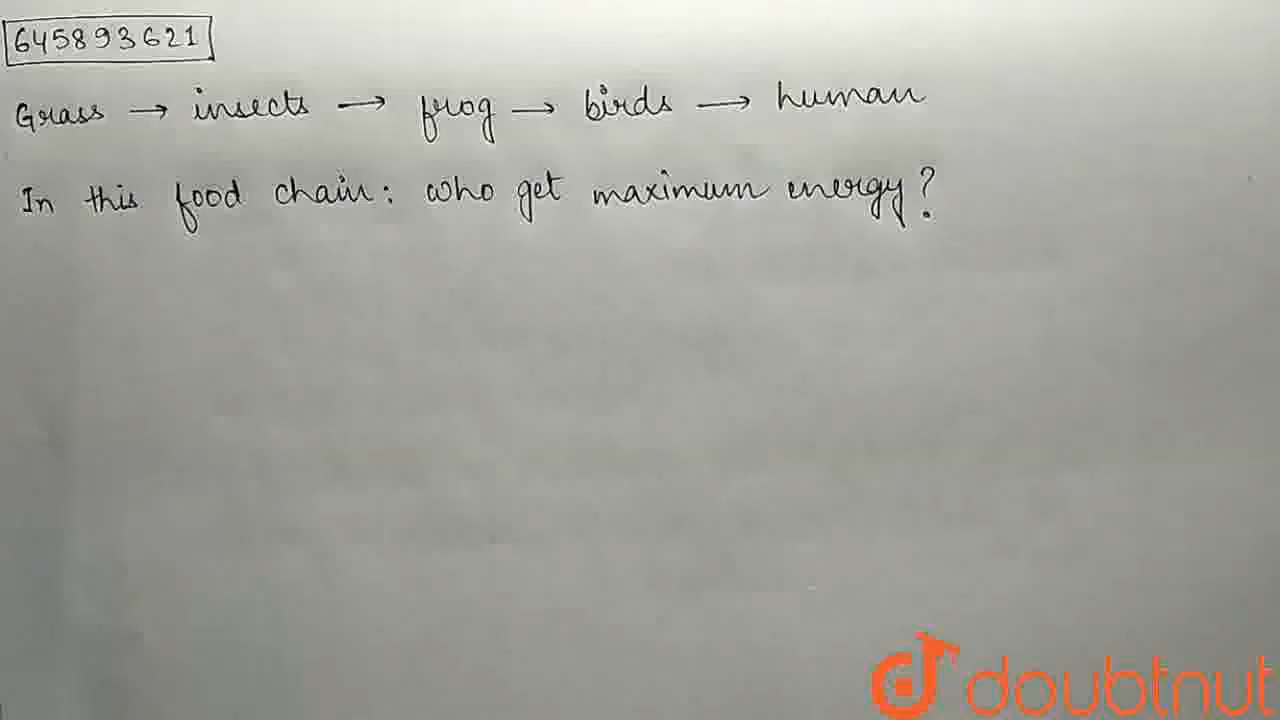 645893621
Grass → insects → frog → birds → human
In this food chain: who get maximum energy?
doubtnut